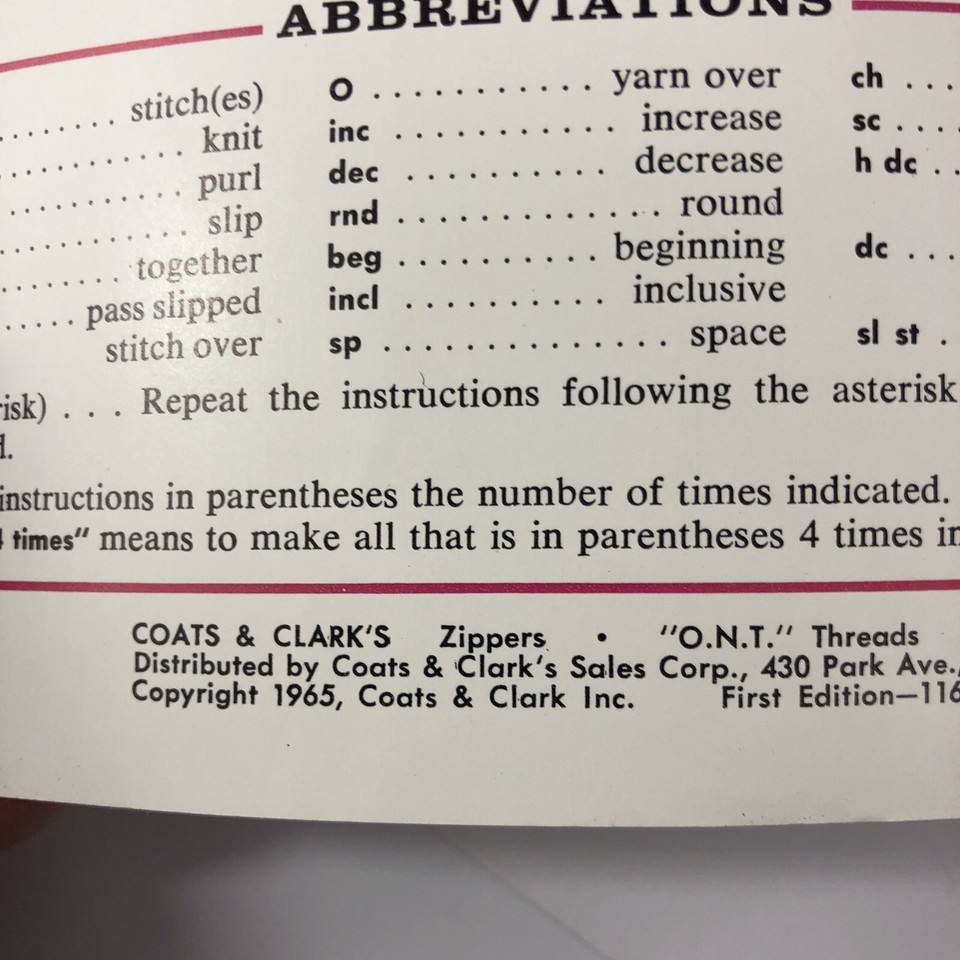 ABBREVIATIONS
........ stitch(es) O ............ yarn over ch ...
............ knit inc ............ increase sc ....
............ purl dec .......... decrease h dc ..
............ slip rnd .............. round
........ together beg .......... beginning dc ...
..... pass slipped incl .......... inclusive
stitch over sp .............. space sl st .
risk) . . . Repeat the instructions following the asterisk
d.
instructions in parentheses the number of times indicated.
4 times" means to make all that is in parentheses 4 times in
COATS & CLARK'S Zippers • "O.N.T." Threads
Distributed by Coats & Clark's Sales Corp., 430 Park Ave.,
Copyright 1965, Coats & Clark Inc. First Edition—116